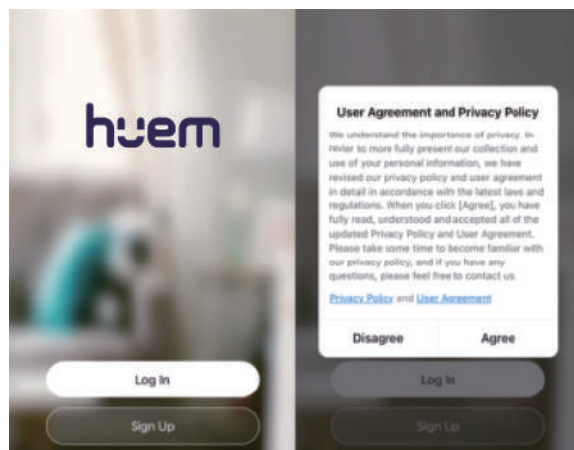 huem
Log In
Sign Up
User Agreement and Privacy Policy
We understand the importance of privacy. In
order to more fully present our collection and
use of your personal information, we have
revised our privacy policy and user agreement
in detail in accordance with the latest laws and
regulations. When you click [Agree], you have
fully read, understood and accepted all of the
updated Privacy Policy and User Agreement.
Please take some time to become familiar with
our privacy policy, and if you have any
questions, please feel free to contact us.
Privacy Policy and User Agreement
Disagree
Agree
Log In
Sign Up